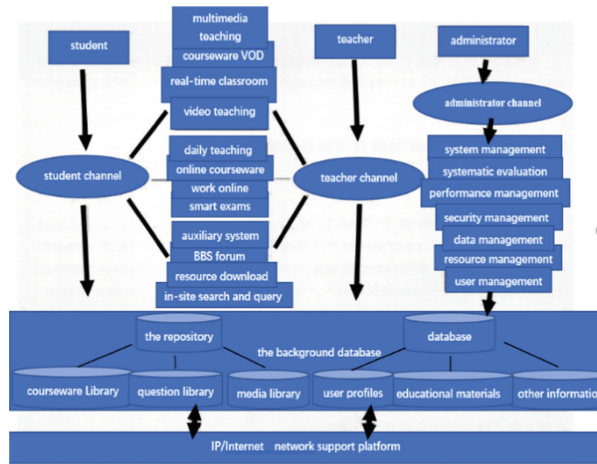 multimedia
teaching
student
teacher
administrator
courseware VOD
real-time classroom
administrator channel
video teaching
daily teaching
system management
online courseware
systematic evaluation
student channel
teacher channel
work online
performance management
smart exams
security management
auxiliary system
data management
BBS forum
resource management
resource download
user management
in-site search and query
the repository
database
the background database
courseware Library
question library
media library
user profiles
educational materials
other informatio
IP/Internet network support platform